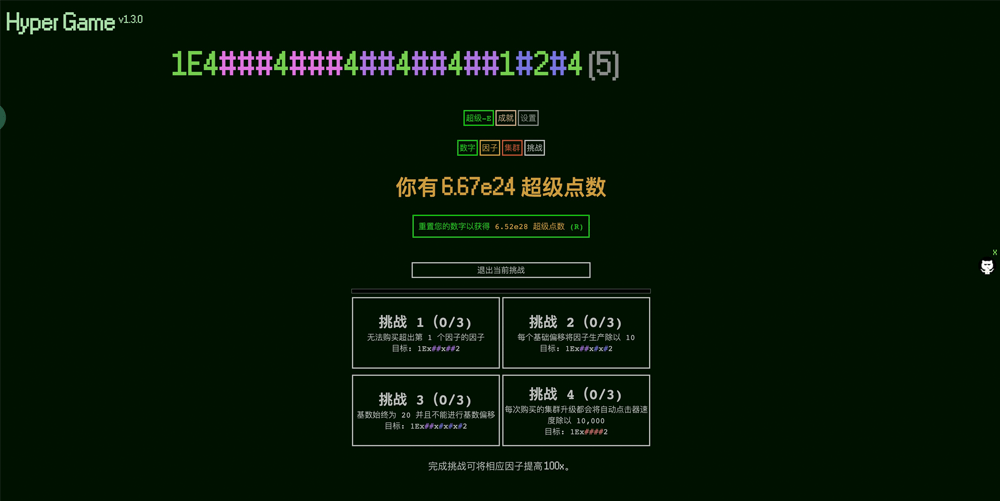 Hyper Game v1.3.0
1E4###4###4##4##4##1#2#4(5)
超级-E 成就 设置
数字 因子 集群 挑战
你有 6.67e24 超级点数
重置您的数字以获得 6.52e28 超级点数 (R)
x
退出当前挑战
挑战 1 (0/3)
无法购买超出第 1 个因子的因子
目标: 1Ex##x##2
挑战 2 (0/3)
每个基础偏移将因子生产除以 10
目标: 1Ex##x#x#2
挑战 3 (0/3)
基数始终为 20 并且不能进行基数偏移
目标: 1Ex##x#x#x#2
挑战 4 (0/3)
每次购买的集群升级都会将自动点击器速
度除以 10,000
目标: 1Ex####2
完成挑战可将相应因子提高100x。